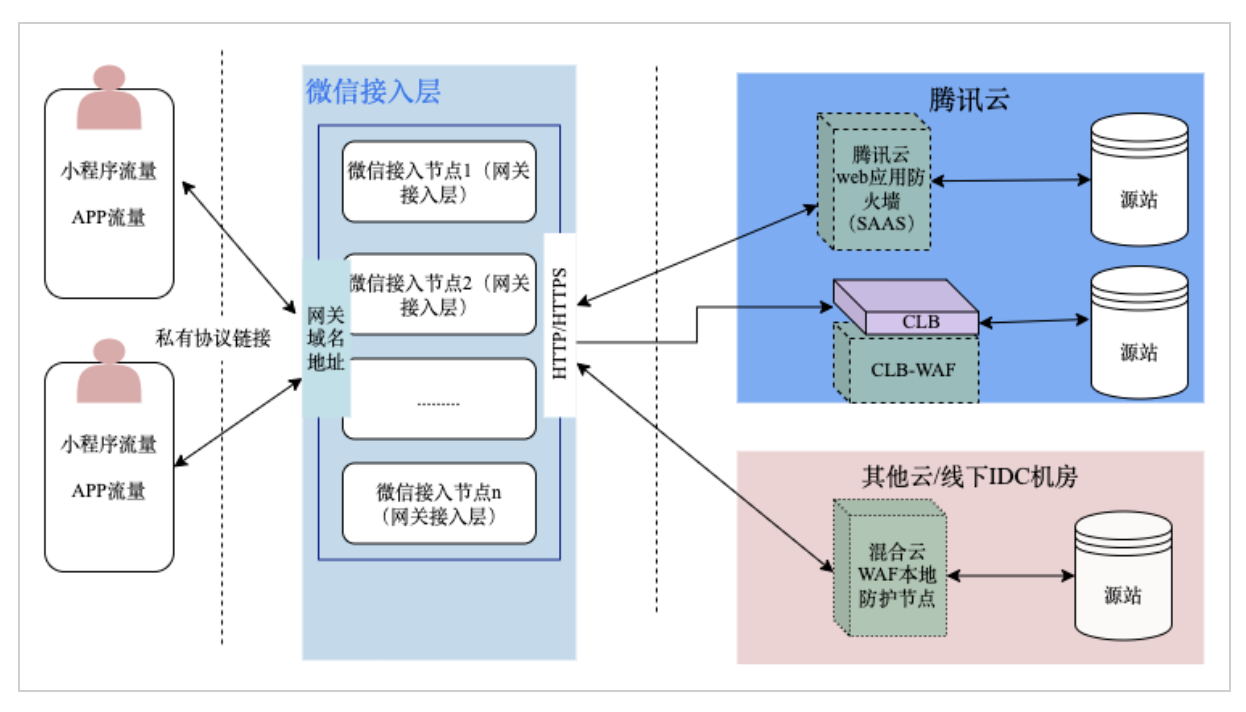 小程序流量
APP流量
私有协议链接
小程序流量
APP流量
微信接入层
微信接入节点1（网关
接入层）
微信接入节点2（网关
接入层）
.........
微信接入节点n
（网关接入层）
网关
域名
地址
HTTP/HTTPS
腾讯云
腾讯云
web应用防
火墙
（SAAS）
源站
CLB
CLB-WAF
源站
其他云/线下IDC机房
混合云
WAF本地
防护节点
源站